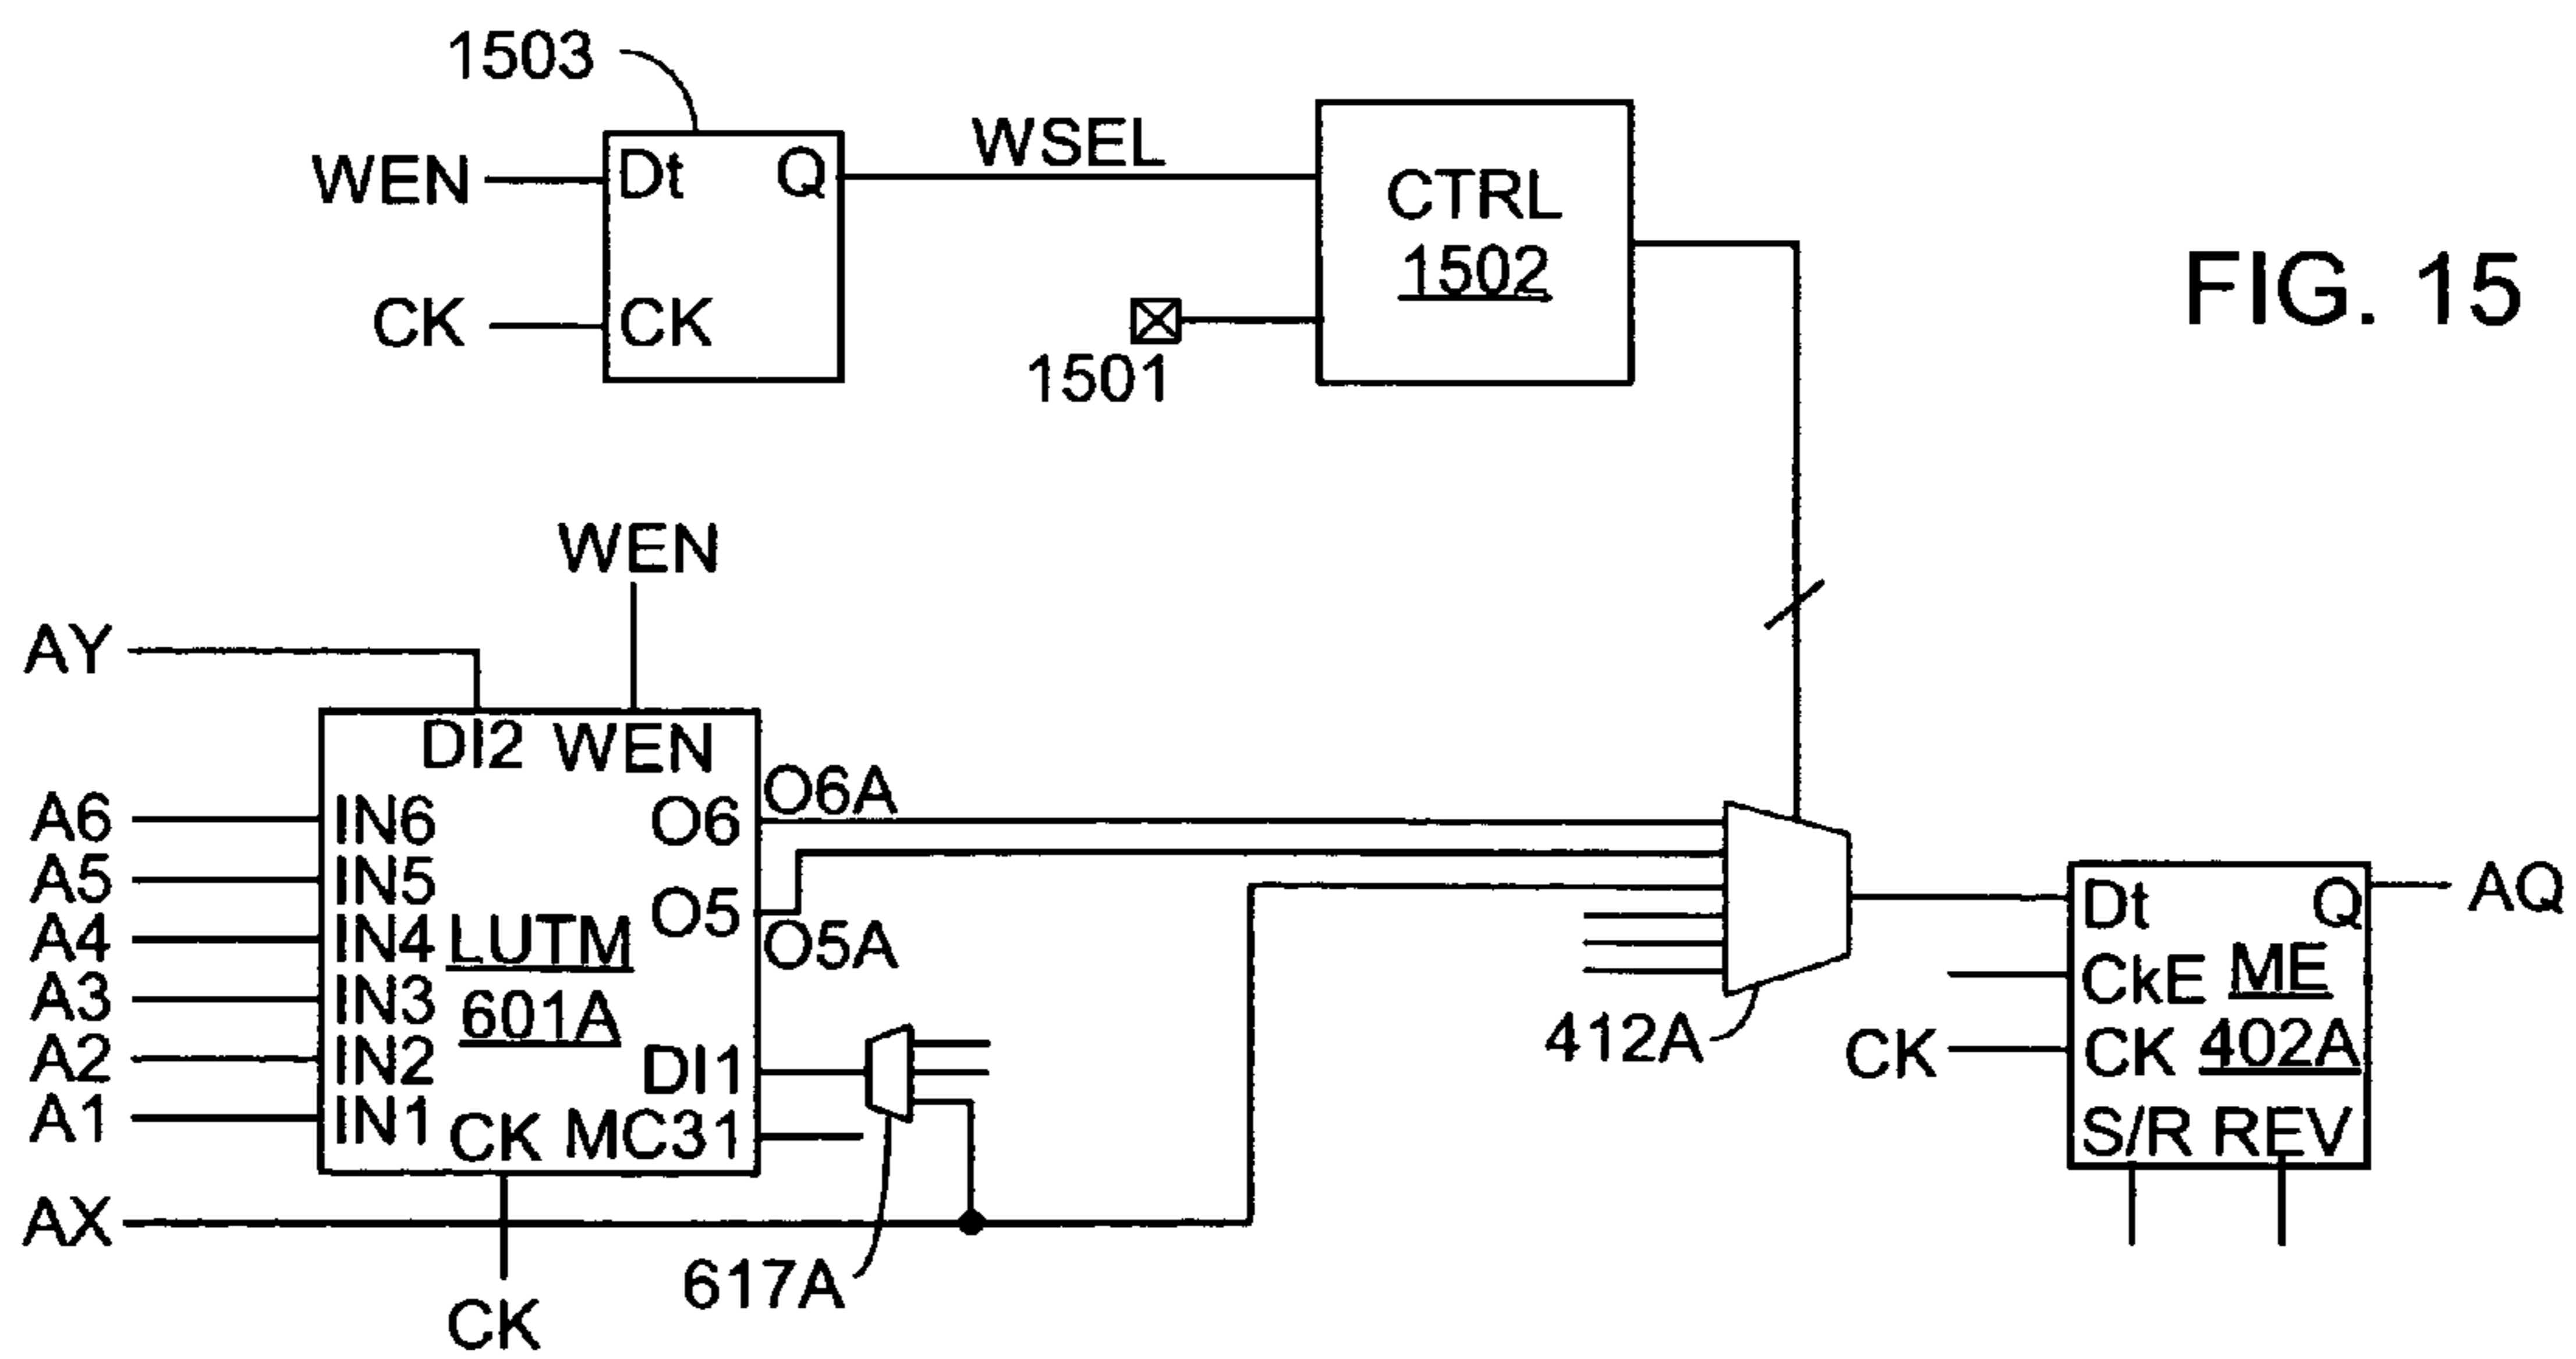 1503
WEN
Dt
Q
WSEL
CTRL
1502
CK
CK
1501
FIG. 15
WEN
AY
DI2
WEN
A6
IN6
O6
O6A
A5
IN5
A4
IN4
LUTM
O5
O5A
A3
IN3
601A
A2
IN2
DI1
A1
IN1
CK
MC31
AX
617A
CK
412A
Dt
Q
AQ
CkE
ME
CK
CK
402A
S/R
REV